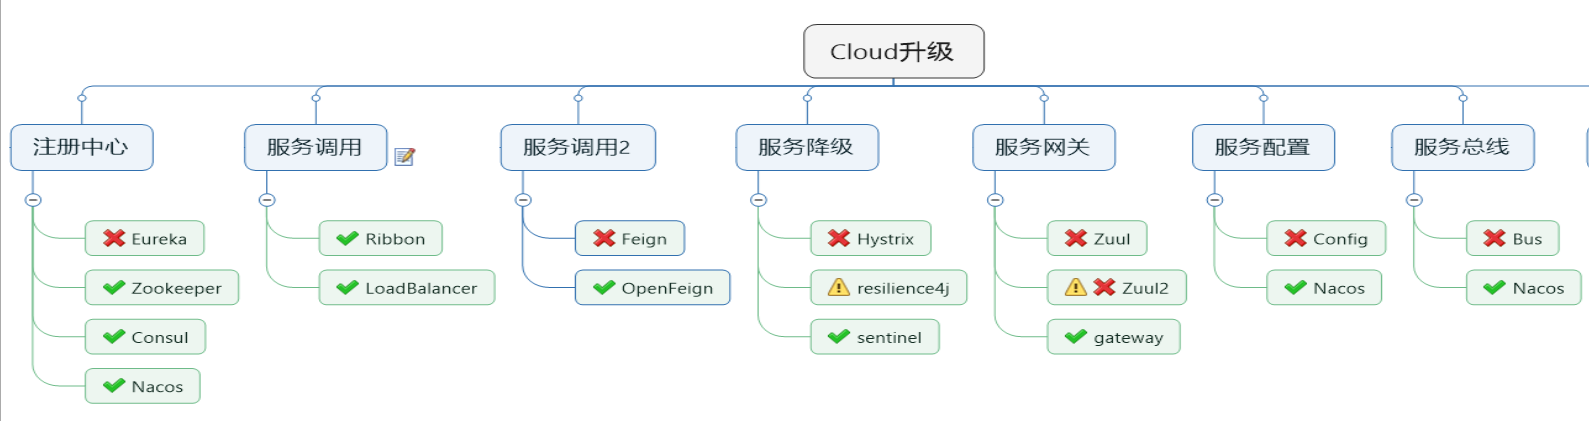 Cloud升级
注册中心
服务调用
服务调用2
服务降级
服务网关
服务配置
服务总线
Eureka
Zookeeper
Consul
Nacos
Ribbon
LoadBalancer
Feign
OpenFeign
Hystrix
resilience4j
sentinel
Zuul
Zuul2
gateway
Config
Nacos
Bus
Nacos